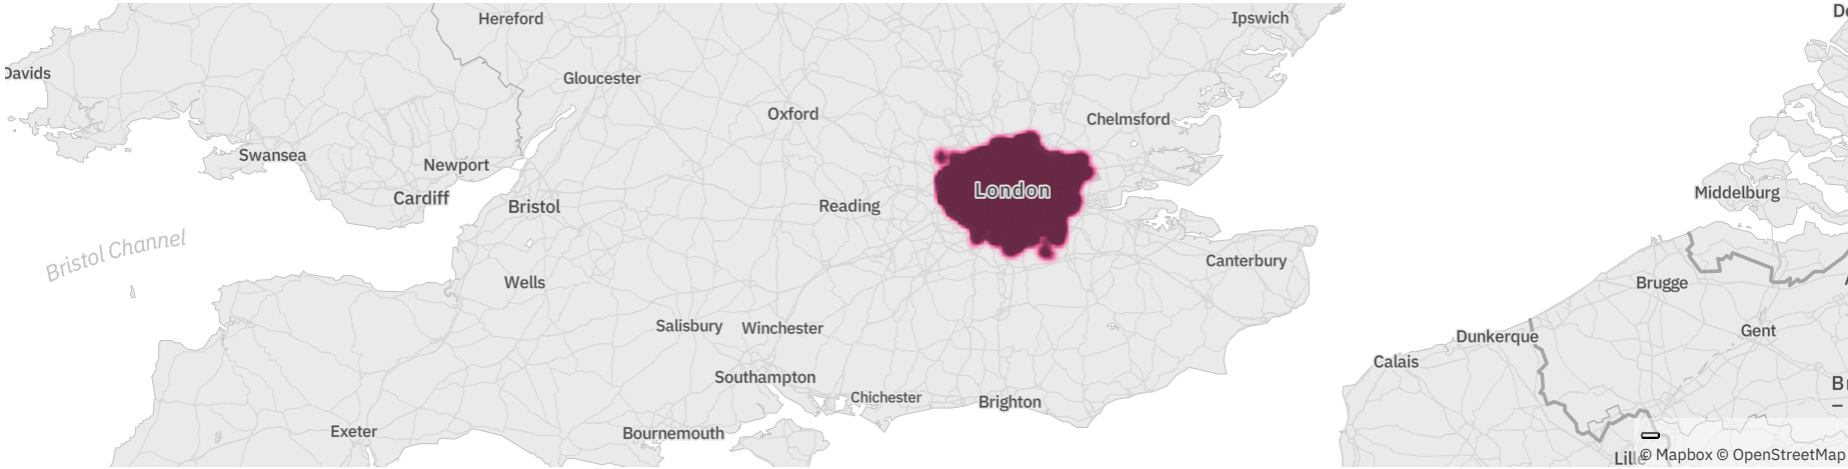 Hereford
Ipswich
Davids
Gloucester
Oxford
Chelmsford
Swansea
Newport
London
Cardiff
Bristol
Reading
Middelburg
Bristol Channel
Canterbury
Wells
Brugge
Salisbury
Winchester
Dunkerque
Gent
Calais
Southampton
Chichester
Brighton
Exeter
Bournemouth
Lille
© Mapbox © OpenStreetMap